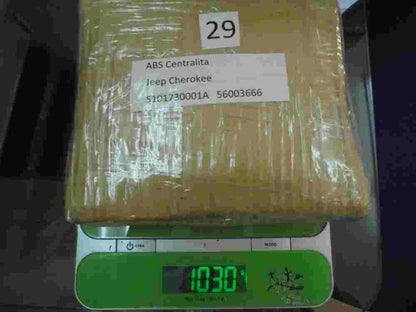 29
ABS Centralita
Jeep Cherokee
5101730001A 56003666
MODE
1030